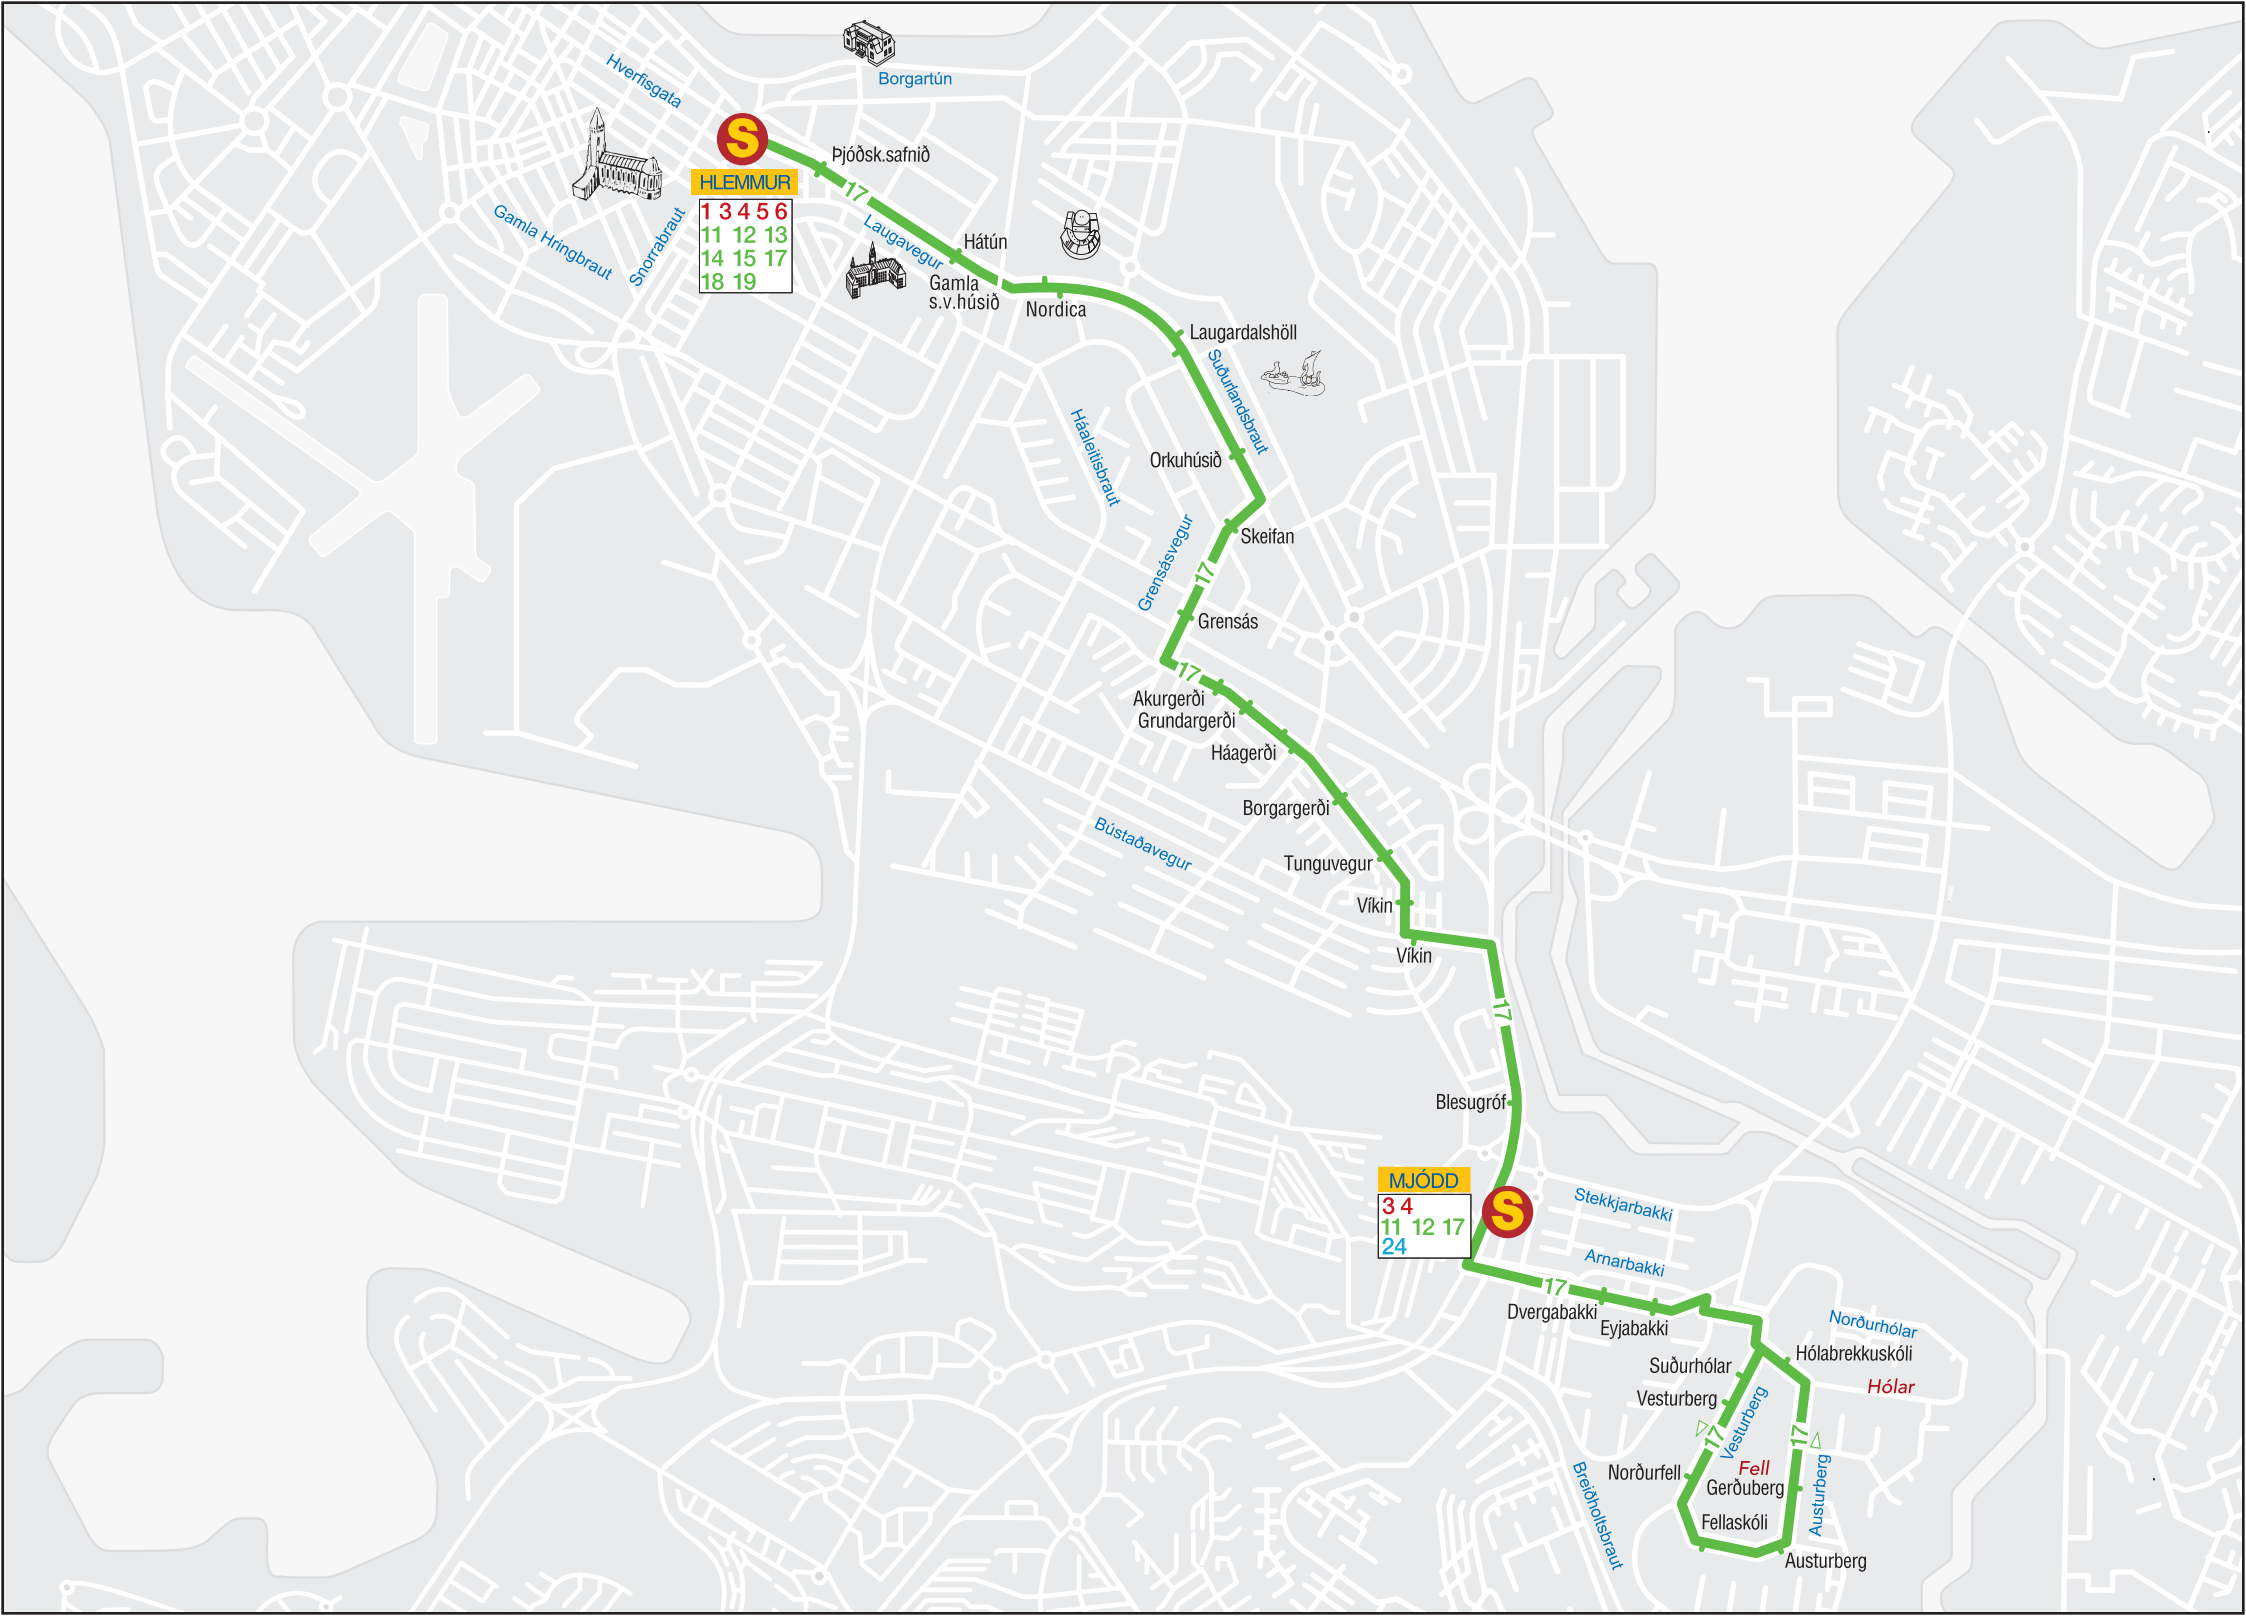 Hverfisgata
Borgartún
S
HLEMMUR
1 3 4 5 6
11 12 13
14 15 17
18 19
Þjóðsk.safnið
17
Gamla Hringbraut
Snorrabraut
Laugavegur
Hátún
Gamla
s.v.húsið
Nordica
Laugardalshöll
Suðurlandsbraut
Háaleitisbraut
Orkuhúsið
Skeifan
Grensásvegur
17
Grensás
17
Akurgerði
Grundargerði
Háagerði
Borgargerði
Bústaðavegur
Tunguvegur
Víkin
Víkin
17
Blesugróf
MJÓDD
3 4
11 12 17
24
S
Stekkjarbakki
Arnarbakki
17
Dvergabakki
Eyjabakki
Norðurhólar
Hólabrekkuskóli
Suðurhólar
Hólar
Vesturberg
Vesturberg
17
17
Norðurfell
Fell
Gerðuberg
Austurberg
Breiðholtsbraut
Fellaskóli
Austurberg